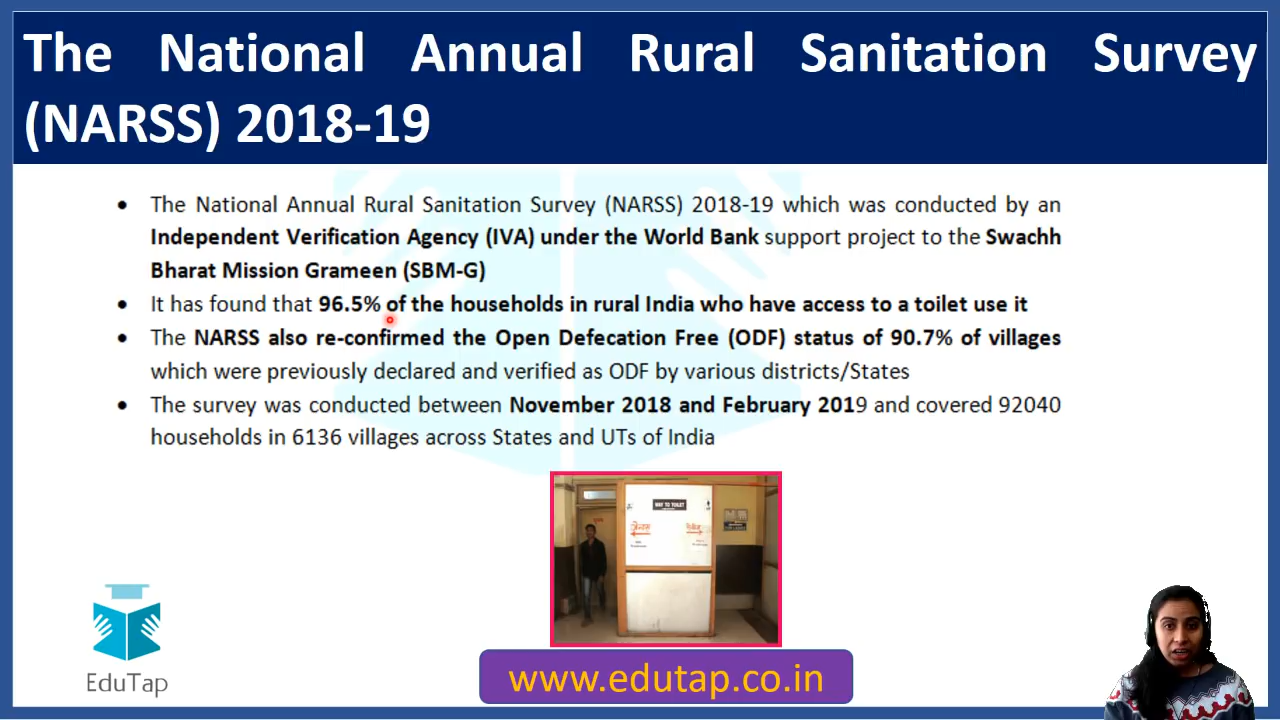 The National Annual Rural Sanitation Survey
(NARSS) 2018-19
• The National Annual Rural Sanitation Survey (NARSS) 2018-19 which was conducted by an
Independent Verification Agency (IVA) under the World Bank support project to the Swachh
Bharat Mission Grameen (SBM-G)
• It has found that 96.5% of the households in rural India who have access to a toilet use it
• The NARSS also re-confirmed the Open Defecation Free (ODF) status of 90.7% of villages
which were previously declared and verified as ODF by various districts/States
• The survey was conducted between November 2018 and February 2019 and covered 92040
households in 6136 villages across States and UTs of India
WAY TO TOILET
EduTap
www.edutap.co.in